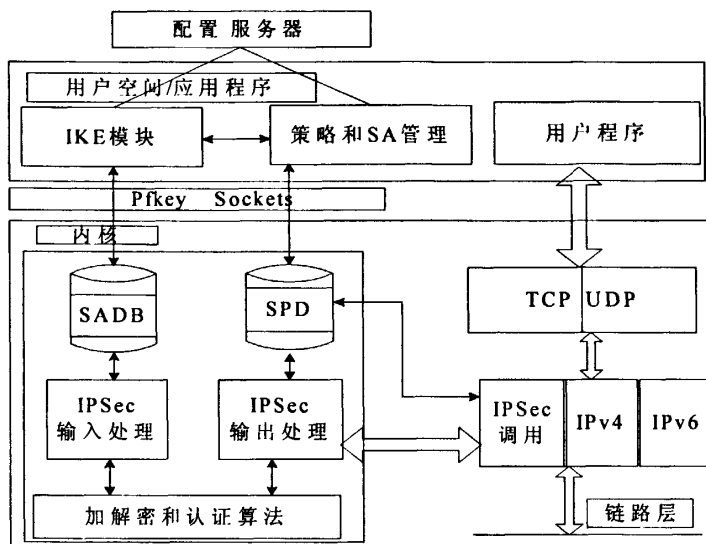 配置服务器
用户空间/应用程序
IKE模块
策略和SA管理
用户程序
Pfkey Sockets
内核
SADB
SPD
TCP UDP
IPSec
输入处理
IPSec
输出处理
IPSec
调用
IPv4
IPv6
加解密和认证算法
链路层